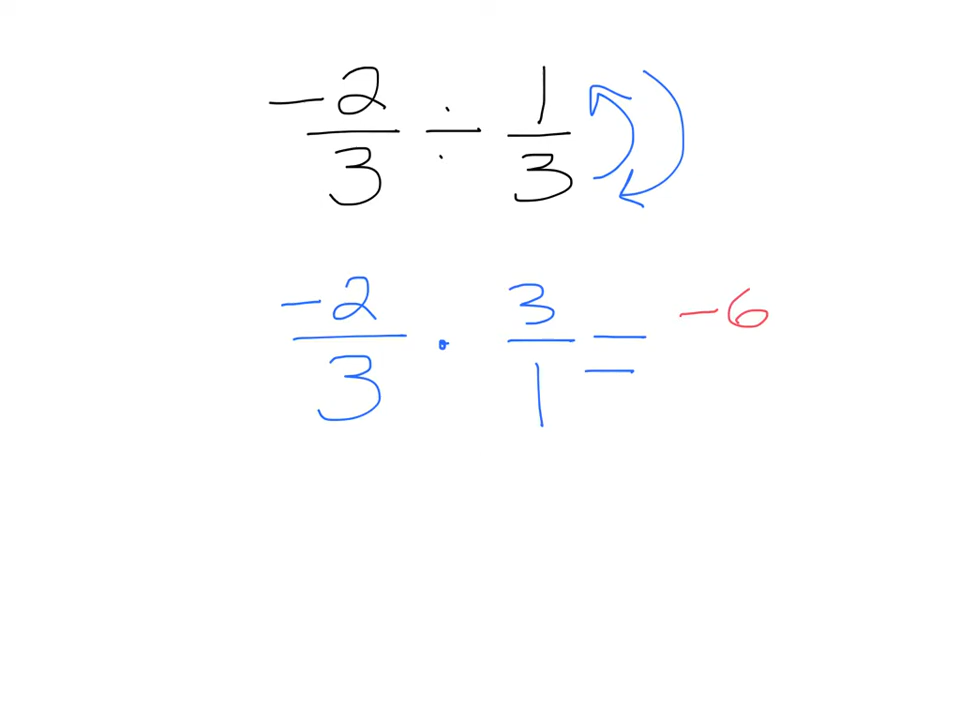 -2/3 ÷ 1/3
-2/3 · 3/1 = -6